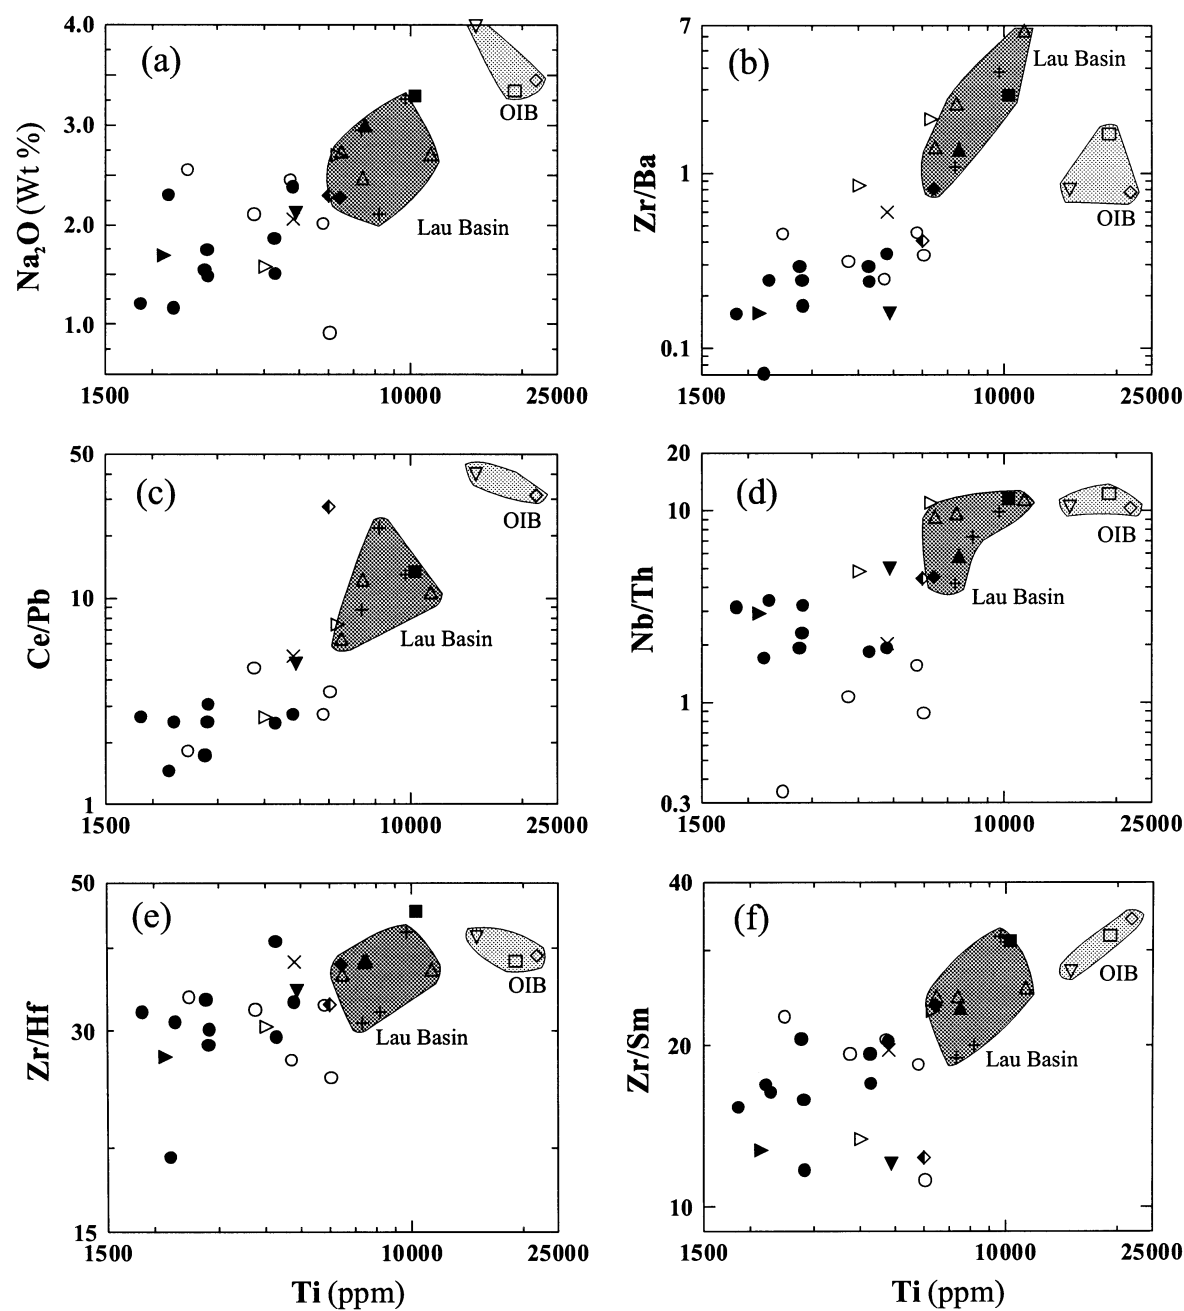 (a)
4.0
3.0
2.0
1.0
Na₂O (Wt %)
OIB
Lau Basin
1500
10000
25000
(b)
7
1
0.1
Zr/Ba
Lau Basin
OIB
1500
10000
25000
(c)
50
10
1
Ce/Pb
OIB
Lau Basin
1500
10000
25000
(d)
20
10
1
0.3
Nb/Th
OIB
Lau Basin
1500
10000
25000
(e)
50
30
15
Zr/Hf
OIB
Lau Basin
1500
10000
25000
Ti (ppm)
(f)
40
30
20
10
Zr/Sm
OIB
Lau Basin
1500
10000
25000
Ti (ppm)